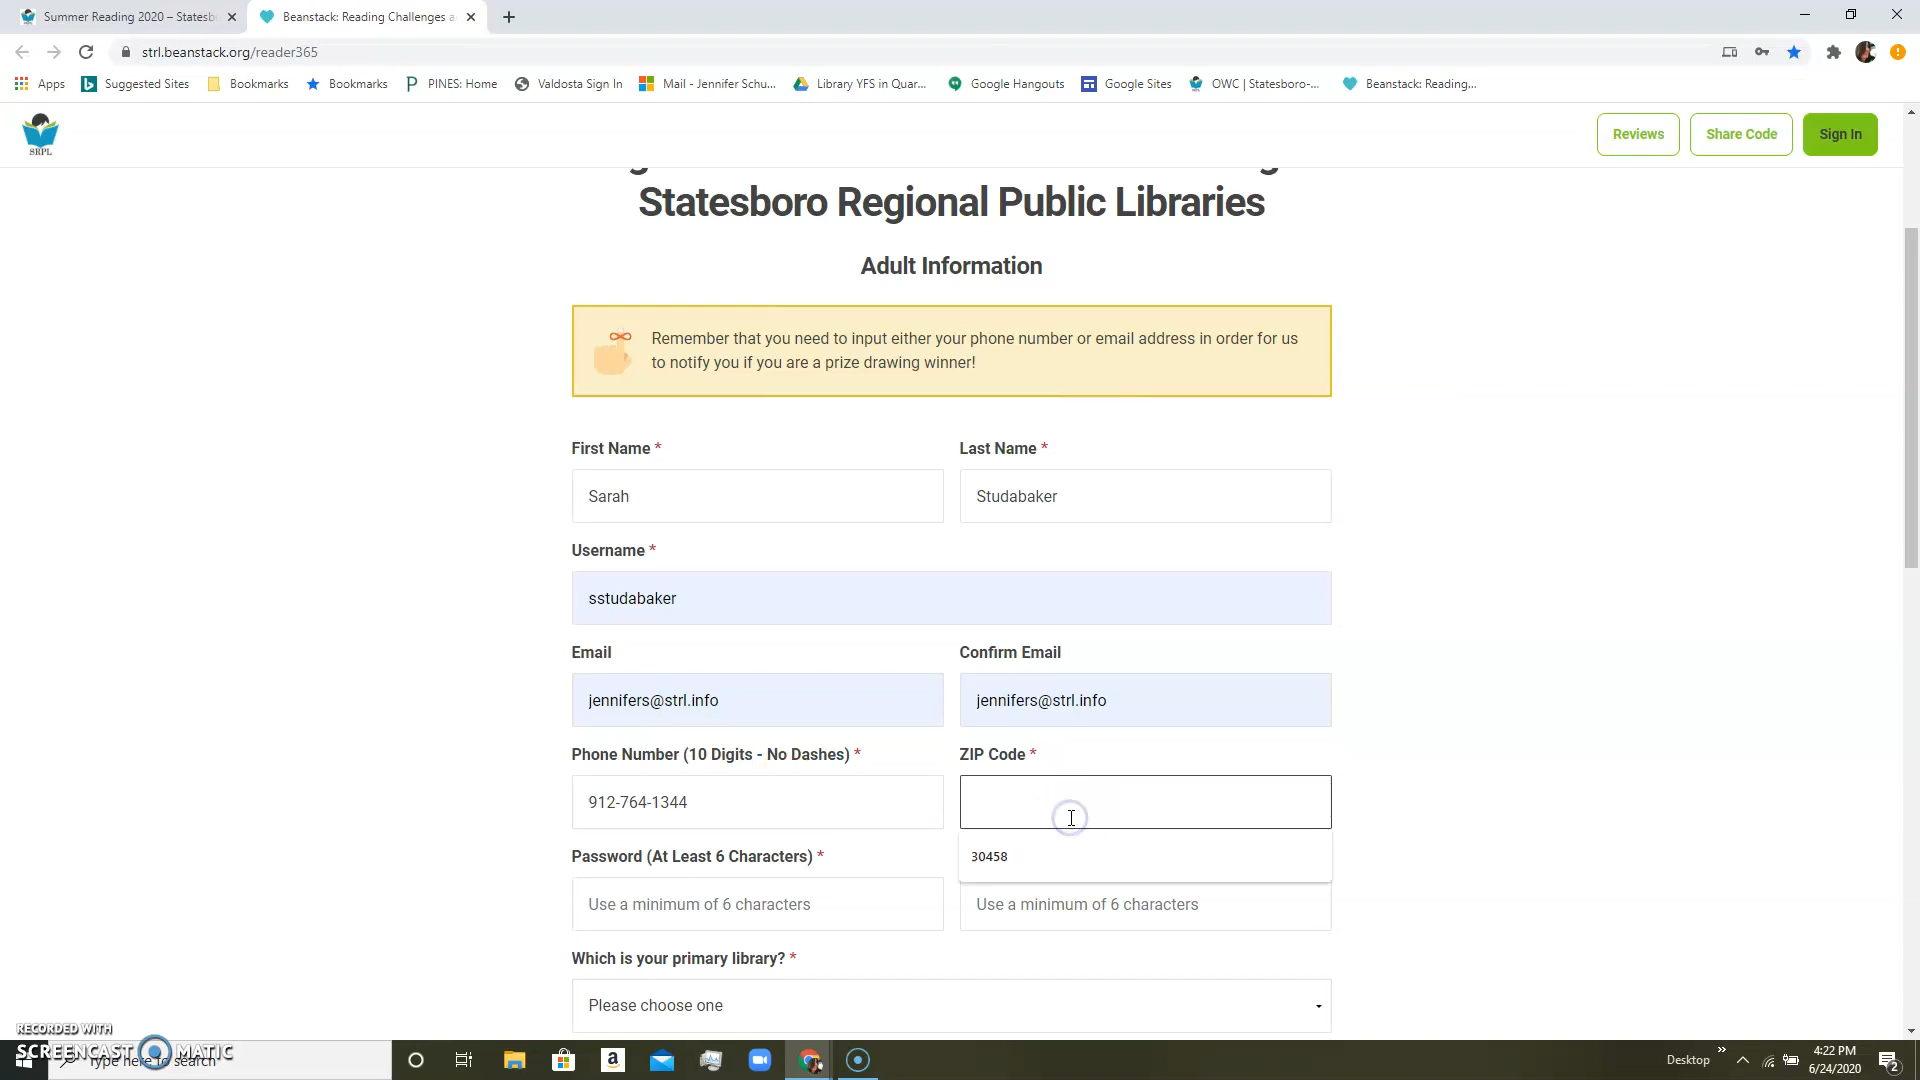 Summer Reading 2020 – Statesb
Beanstack: Reading Challenges a
strl.beanstack.org/reader365
Apps
Suggested Sites
Bookmarks
Bookmarks
PINES: Home
Valdosta Sign In
Mail - Jennifer Schu...
Library YFS in Quar...
Google Hangouts
Google Sites
OWC | Statesboro-...
Beanstack: Reading...
SRPL
Reviews
Share Code
Sign In
Statesboro Regional Public Libraries
Adult Information
Remember that you need to input either your phone number or email address in order for us
to notify you if you are a prize drawing winner!
First Name *
Last Name *
Sarah
Studabaker
Username *
sstudabaker
Email
Confirm Email
jennifers@strl.info
jennifers@strl.info
Phone Number (10 Digits - No Dashes) *
ZIP Code *
912-764-1344
30458
Password (At Least 6 Characters) *
Use a minimum of 6 characters
Use a minimum of 6 characters
Which is your primary library? *
Please choose one
RECORDED WITH
SCREENCAST MATIC
Type here to search
Desktop
4:22 PM
6/24/2020
2